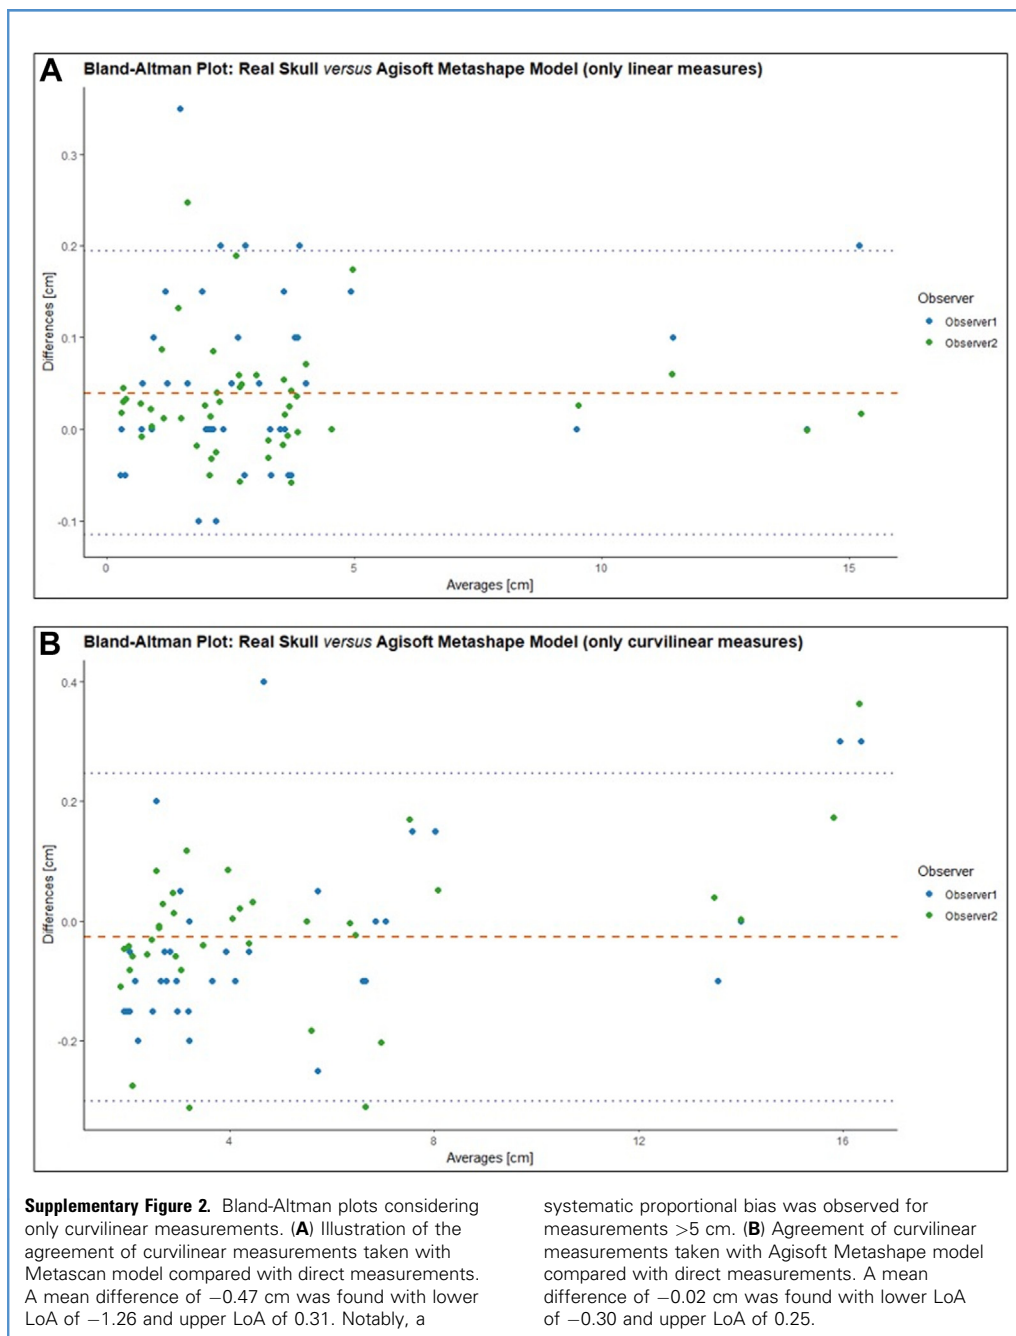 A
Bland-Altman Plot: Real Skull versus Agisoft Metashape Model (only linear measures)
0.3
0.2
0.1
0.0
-0.1
Differences [cm]
0 5 10 15
Averages [cm]
Observer
Observer1
Observer2
B
Bland-Altman Plot: Real Skull versus Agisoft Metashape Model (only curvilinear measures)
0.4
0.2
0.0
-0.2
Differences [cm]
4 8 12 16
Averages [cm]
Observer
Observer1
Observer2
Supplementary Figure 2. Bland-Altman plots considering
only curvilinear measurements. (A) Illustration of the
agreement of curvilinear measurements taken with
Metascan model compared with direct measurements.
A mean difference of −0.47 cm was found with lower
LoA of −1.26 and upper LoA of 0.31. Notably, a
systematic proportional bias was observed for
measurements >5 cm. (B) Agreement of curvilinear
measurements taken with Agisoft Metashape model
compared with direct measurements. A mean
difference of −0.02 cm was found with lower LoA
of −0.30 and upper LoA of 0.25.